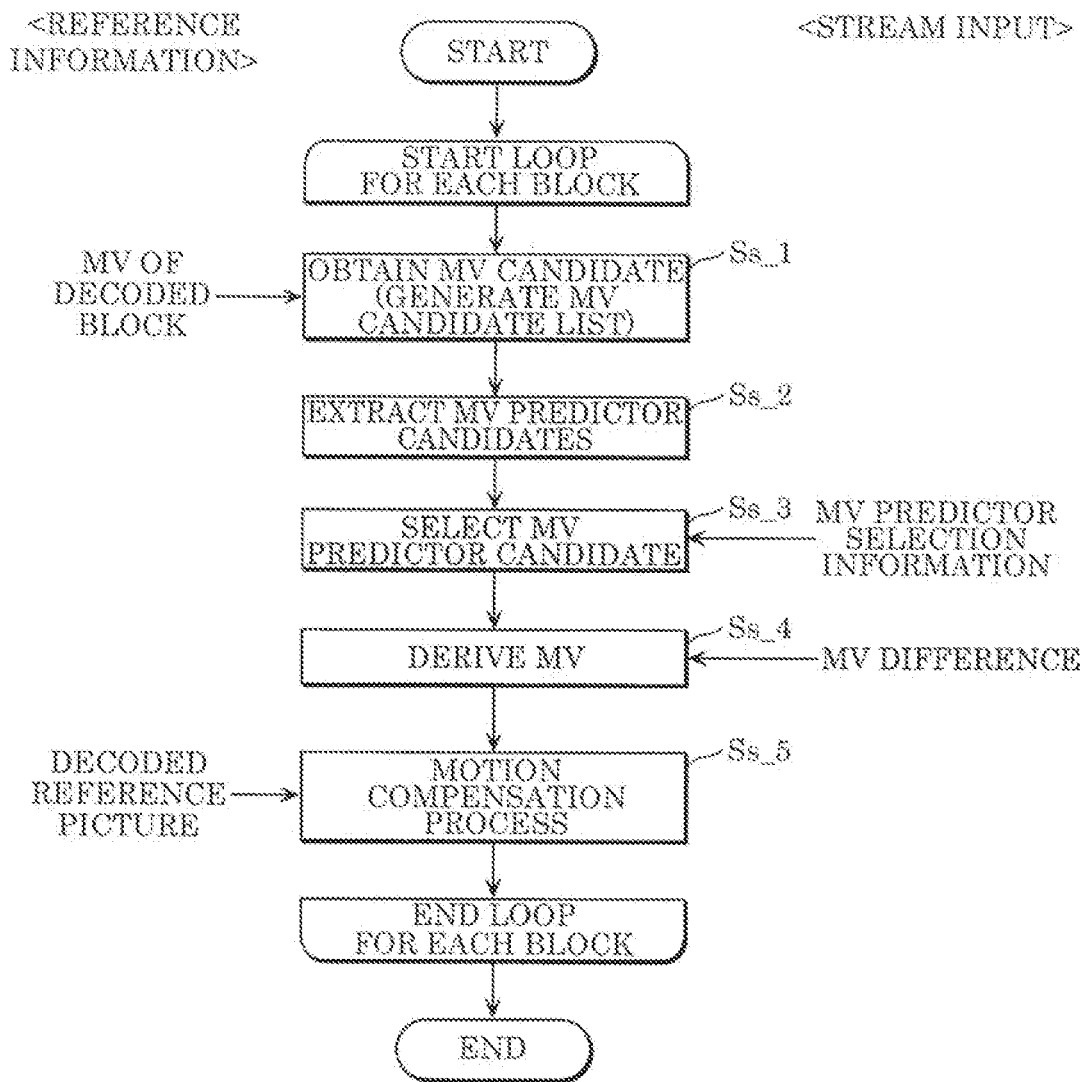 <REFERENCE
INFORMATION>
<STREAM INPUT>
START
START LOOP
FOR EACH BLOCK
MV OF
DECODED
BLOCK
OBTAIN MV CANDIDATE
(GENERATE MV
CANDIDATE LIST)
Ss_1
EXTRACT MV PREDICTOR
CANDIDATES
Ss_2
SELECT MV
PREDICTOR CANDIDATE
Ss_3
MV PREDICTOR
SELECTION
INFORMATION
DERIVE MV
Ss_4
MV DIFFERENCE
DECODED
REFERENCE
PICTURE
MOTION
COMPENSATION
PROCESS
Ss_5
END LOOP
FOR EACH BLOCK
END